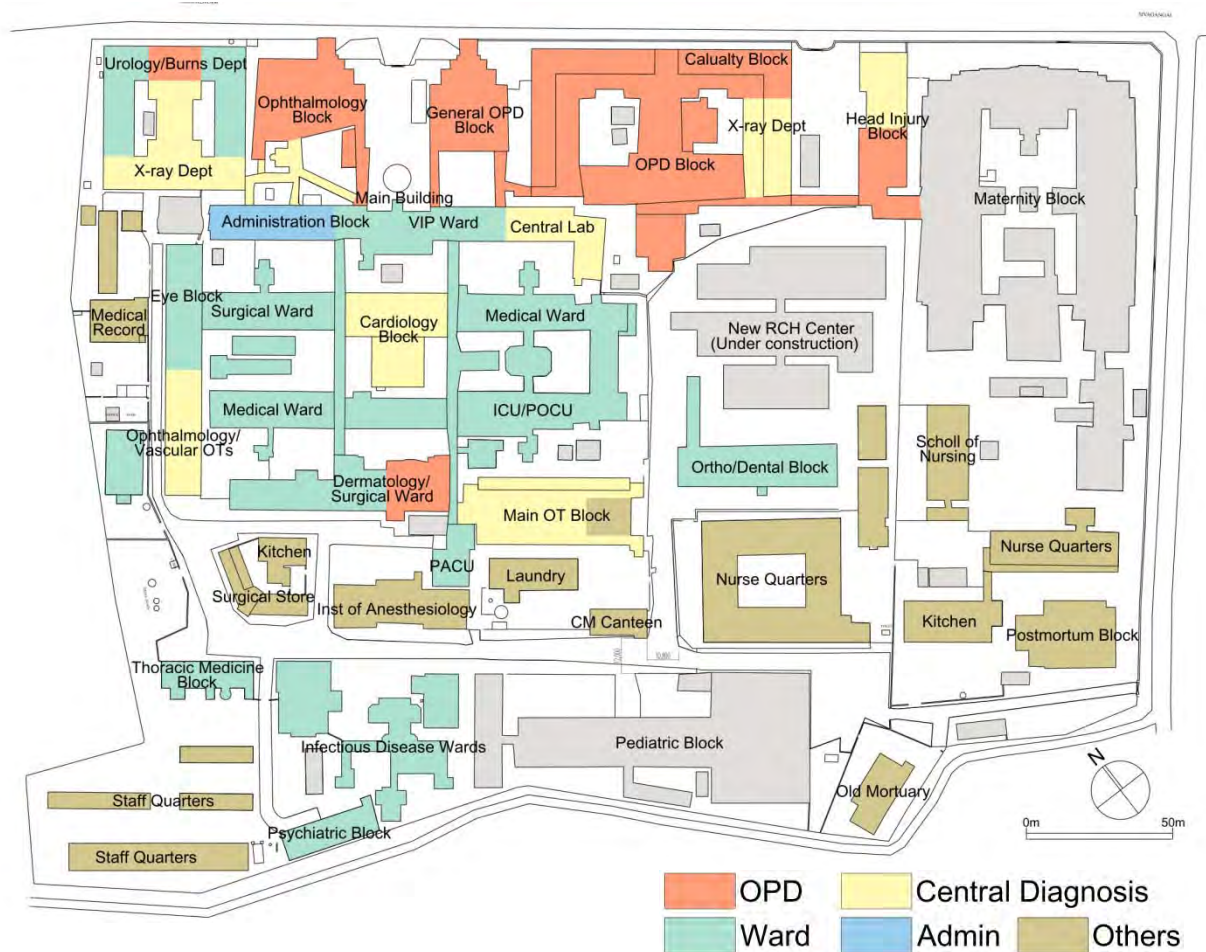 Urology/Burns Dept
Calualty Block
Ophthalmology
Block
General OPD
Block
X-ray Dept
Head Injury
Block
OPD Block
X-ray Dept
Maternity Block
Main Building
Administration Block
VIP Ward
Central Lab
Eye Block
Surgical Ward
Medical
Record
Cardiology
Block
Medical Ward
New RCH Center
(Under construction)
Medical Ward
ICU/POCU
Ophthalmology/
Vascular OTs
Scholl of
Nursing
Ortho/Dental Block
Dermatology/
Surgical Ward
Main OT Block
Kitchen
PACU
Laundry
Nurse Quarters
Nurse Quarters
Surgical Store
Inst of Anesthesiology
CM Canteen
Kitchen
Postmortum Block
Thoracic Medicine
Block
Infectious Disease Wards
Pediatric Block
N
Old Mortuary
Staff Quarters
0m
50m
Psychiatric Block
Staff Quarters
OPD
Central Diagnosis
Ward
Admin
Others